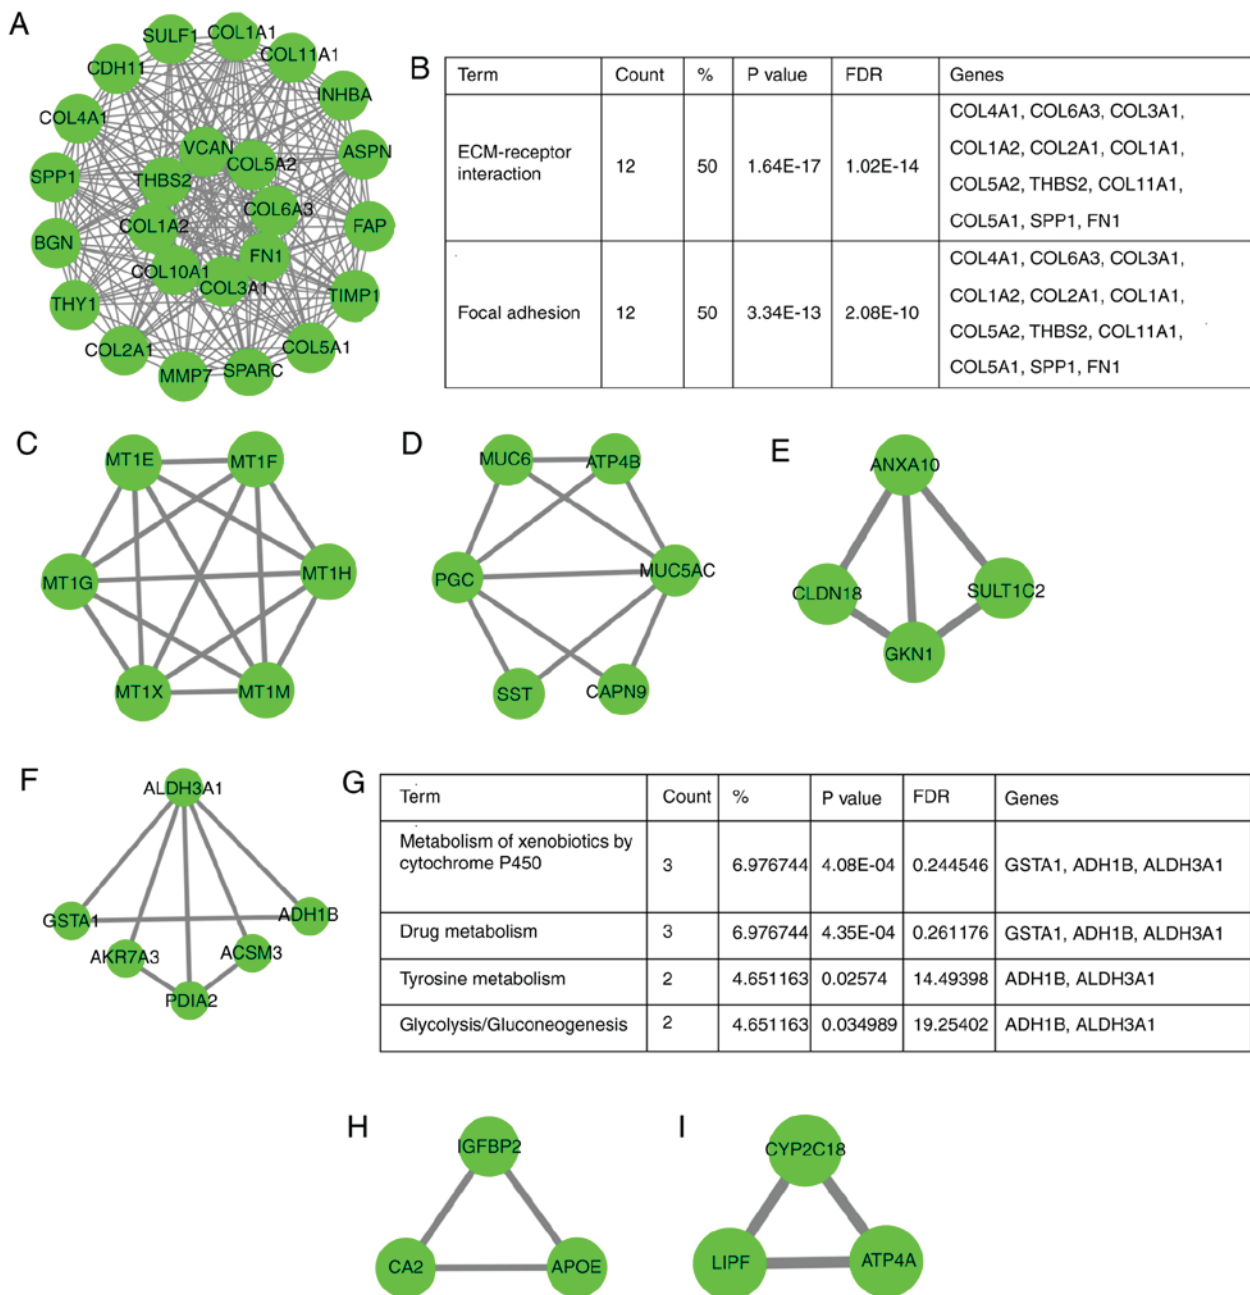 A
SULF1
COL1A1
COL11A1
CDH11
INHBA
COL4A1
VCAN
COL5A2
ASPN
SPP1
THBS2
COL6A3
COL1A2
FAP
BGN
FN1
COL10A1
COL3A1
THY1
TIMP1
COL2A1
COL5A1
MMP7
SPARC
B
Term Count % P value FDR Genes
COL4A1, COL6A3, COL3A1,
ECM-receptor
interaction
12 50 1.64E-17 1.02E-14
COL1A2, COL2A1, COL1A1,
COL5A2, THBS2, COL11A1,
COL5A1, SPP1, FN1
COL4A1, COL6A3, COL3A1,
COL1A2, COL2A1, COL1A1,
Focal adhesion 12 50 3.34E-13 2.08E-10
COL5A2, THBS2, COL11A1,
COL5A1, SPP1, FN1
C
MT1E
MT1F
MT1G
MT1H
MT1X
MT1M
D
MUC6
ATP4B
PGC
MUC5AC
SST
CAPN9
E
ANXA10
CLDN18
SULT1C2
GKN1
F
ALDH3A1
GSTA1
ADH1B
AKR7A3
ACSM3
PDIA2
G
Term Count % P value FDR Genes
Metabolism of xenobiotics by
cytochrome P450
3 6.976744 4.08E-04 0.244546 GSTA1, ADH1B, ALDH3A1
Drug metabolism 3 6.976744 4.35E-04 0.261176 GSTA1, ADH1B, ALDH3A1
Tyrosine metabolism 2 4.651163 0.02574 14.49398 ADH1B, ALDH3A1
Glycolysis/Gluconeogenesis 2 4.651163 0.034989 19.25402 ADH1B, ALDH3A1
H
IGFBP2
CA2
APOE
I
CYP2C18
LIPF
ATP4A